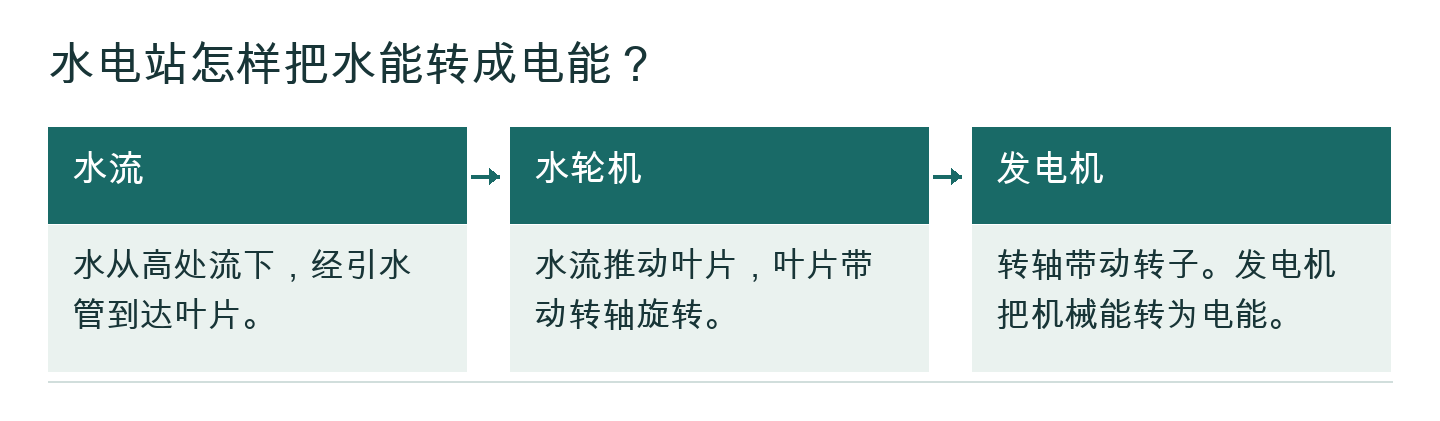 水电站怎样把水能转成电能？
水流
水从高处流下，经引水
管到达叶片。
水轮机
水流推动叶片，叶片带
动转轴旋转。
发电机
转轴带动转子。发电机
把机械能转为电能。